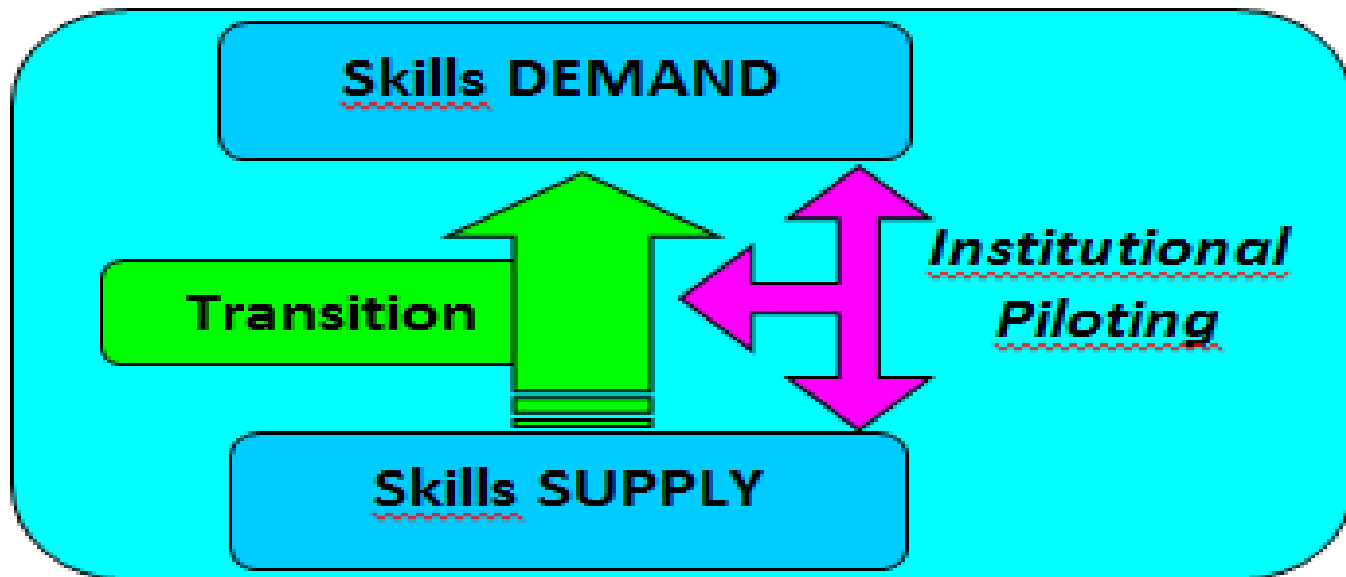 Skills DEMAND
Transition
Institutional
Piloting
Skills SUPPLY